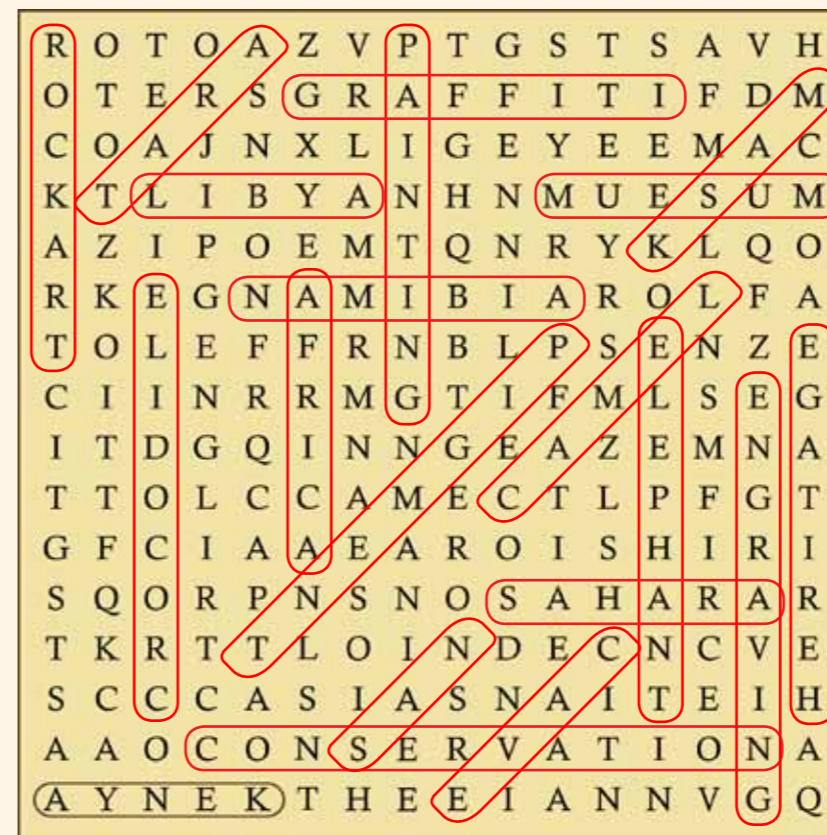 R O T O A Z V P T G S T S A V H
O T E R S G R A F F I T I F D M
C O A J N X L I G E Y E E M A C
K T L I B Y A N H N M U E S U M
A Z I P O E M T Q N R Y K L Q O
R K E G N A M I B I A R O L F A
T O L E F F R N B L P S E N Z E
C I I N R R M G T I F M L S E G
I T D G Q I N N G E A Z E M N A
T T O L C C A M E C T L P F G T
G F C I A A E A R O I S H I R I
S Q O R P N S N O S A H A R A R
T K R T T L O I N D E C N C V E
S C C C A S I A S N A I T E I H
A A O C O N S E R V A T I O N A
A Y N E K T H E E I A N N V G Q